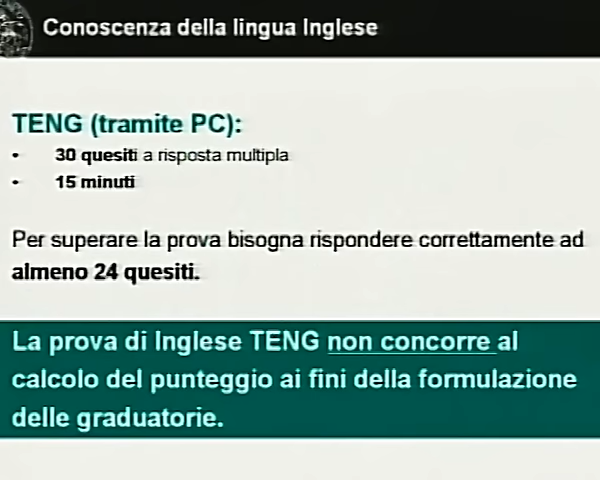 Conoscenza della lingua Inglese
TENG (tramite PC):
• 30 quesiti a risposta multipla
• 15 minuti
Per superare la prova bisogna rispondere correttamente ad
almeno 24 quesiti.
La prova di Inglese TENG non concorre al
calcolo del punteggio ai fini della formulazione
delle graduatorie.